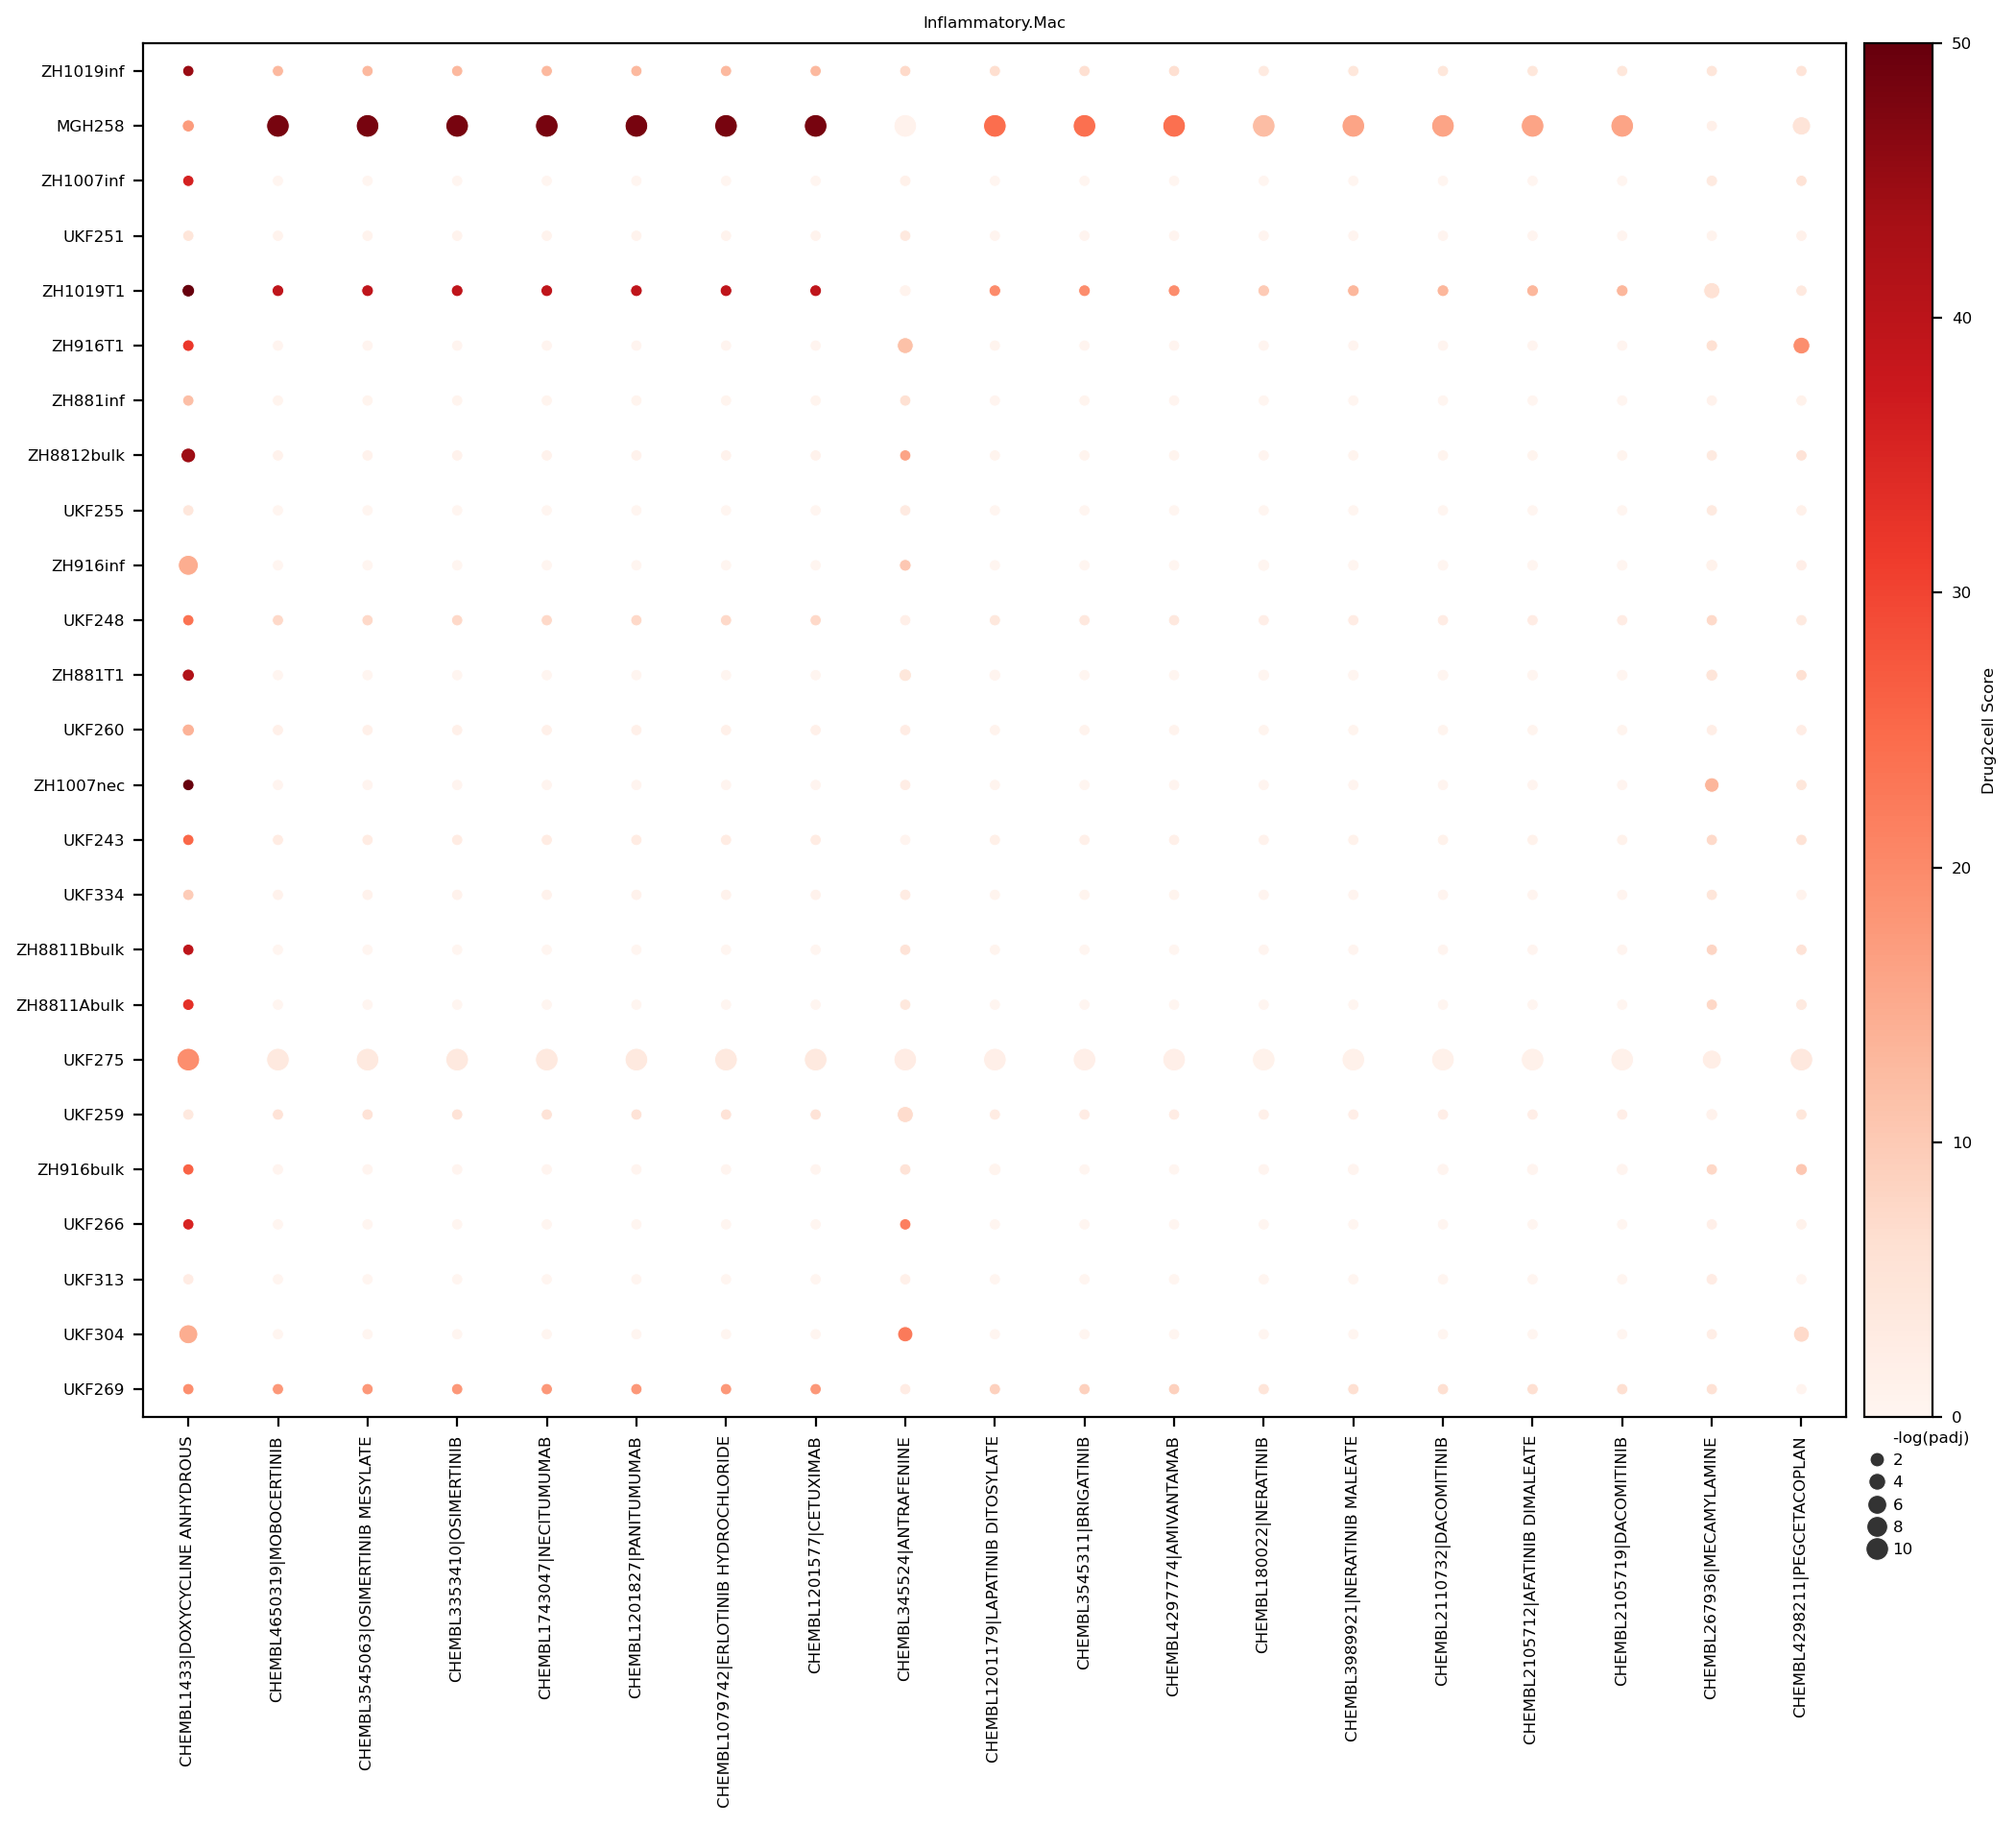 Inflammatory.Mac
ZH1019inf
MGH258
ZH1007inf
UKF251
ZH1019T1
ZH916T1
ZH881inf
ZH8812bulk
UKF255
ZH916inf
UKF248
ZH881T1
UKF260
ZH1007nec
UKF243
UKF334
ZH8811Bbulk
ZH8811Abulk
UKF275
UKF259
ZH916bulk
UKF266
UKF313
UKF304
UKF269
CHEMBL1433|DOXYCYCLINE ANHYDROUS
CHEMBL4650319|MOBOCERTINIB
CHEMBL3545063|OSIMERTINIB MESYLATE
CHEMBL3353410|OSIMERTINIB
CHEMBL1743047|NECITUMUMAB
CHEMBL1201827|PANITUMUMAB
CHEMBL1079742|ERLOTINIB HYDROCHLORIDE
CHEMBL1201577|CETUXIMAB
CHEMBL345524|ANTRAFENINE
CHEMBL1201179|LAPATINIB DITOSYLATE
CHEMBL3545311|BRIGATINIB
CHEMBL4297774|AMIVANTAMAB
CHEMBL180022|NERATINIB
CHEMBL3989921|NERATINIB MALEATE
CHEMBL2110732|DACOMITINIB
CHEMBL2105712|AFATINIB DIMALEATE
CHEMBL2105719|DACOMITINIB
CHEMBL267936|MECAMYLAMINE
CHEMBL4298211|PEGCETACOPLAN
50
40
30
20
10
0
Drug2cell Score
-log(padj)
2
4
6
8
10